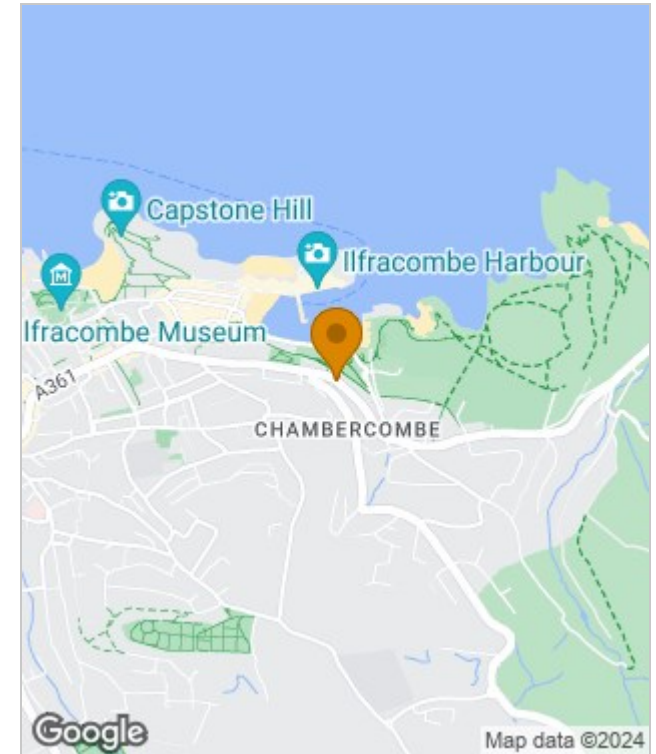 Capstone Hill
Ilfracombe Harbour
Ilfracombe Museum
A361
CHAMBERCOMBE
Google
Map data ©2024